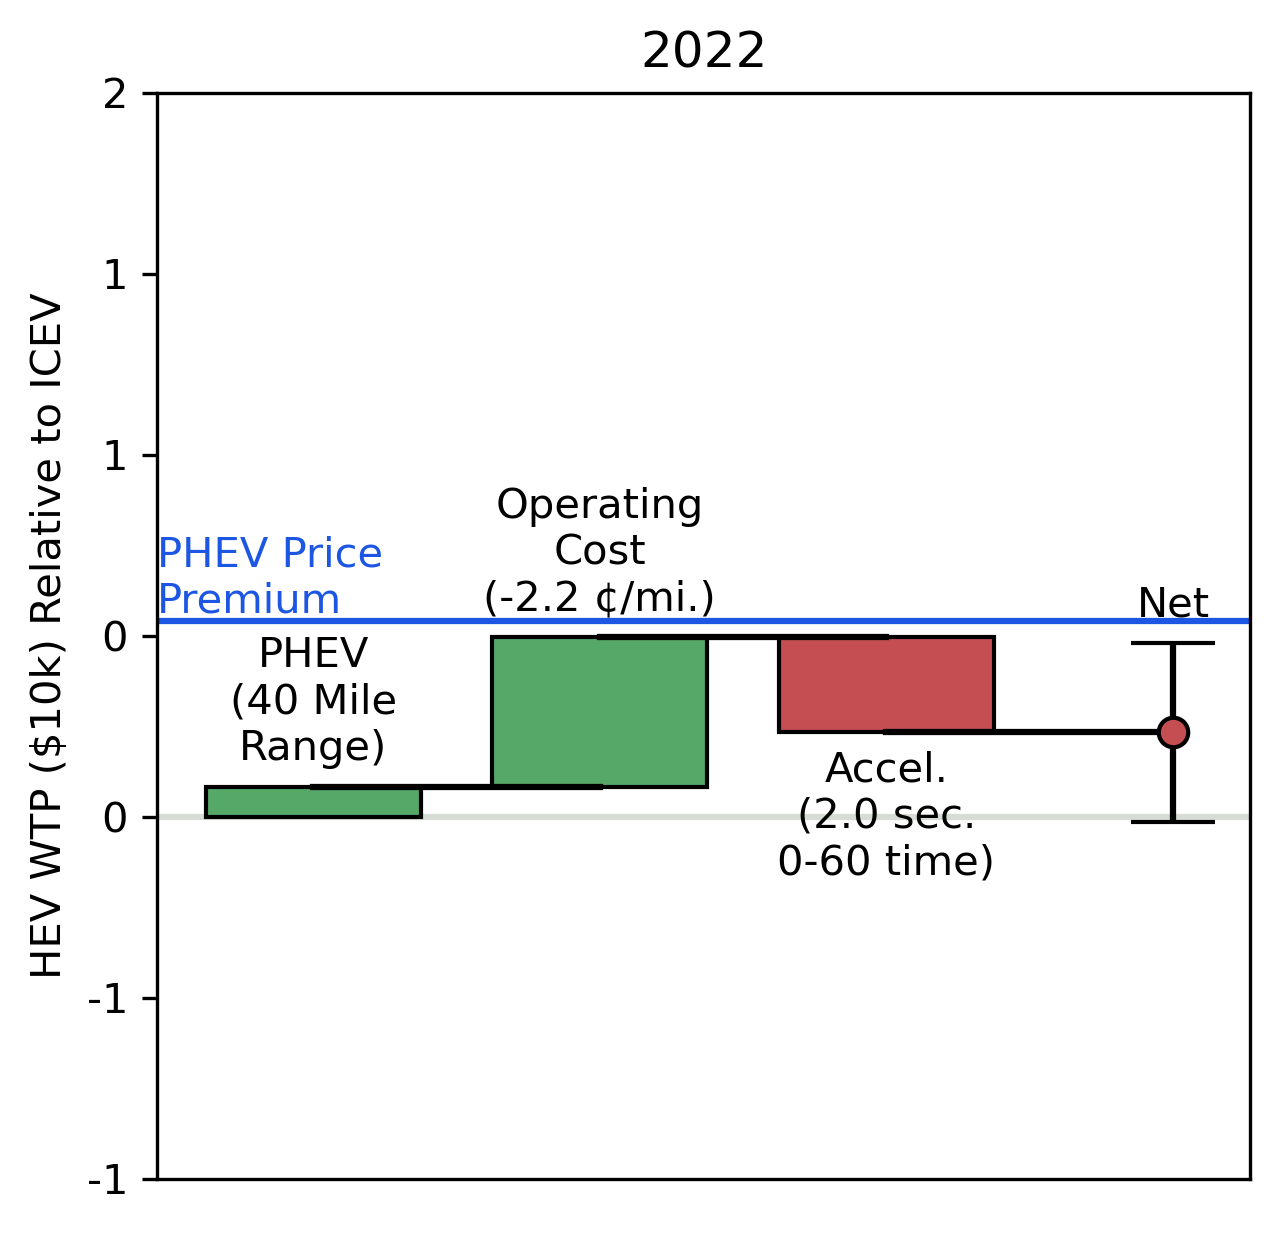 2022
HEV WTP ($10k) Relative to ICEV
2
1
1
0
0
-1
-1
PHEV Price
Premium
PHEV
(40 Mile
Range)
Operating
Cost
(-2.2 ¢/mi.)
Accel.
(2.0 sec.
0-60 time)
Net